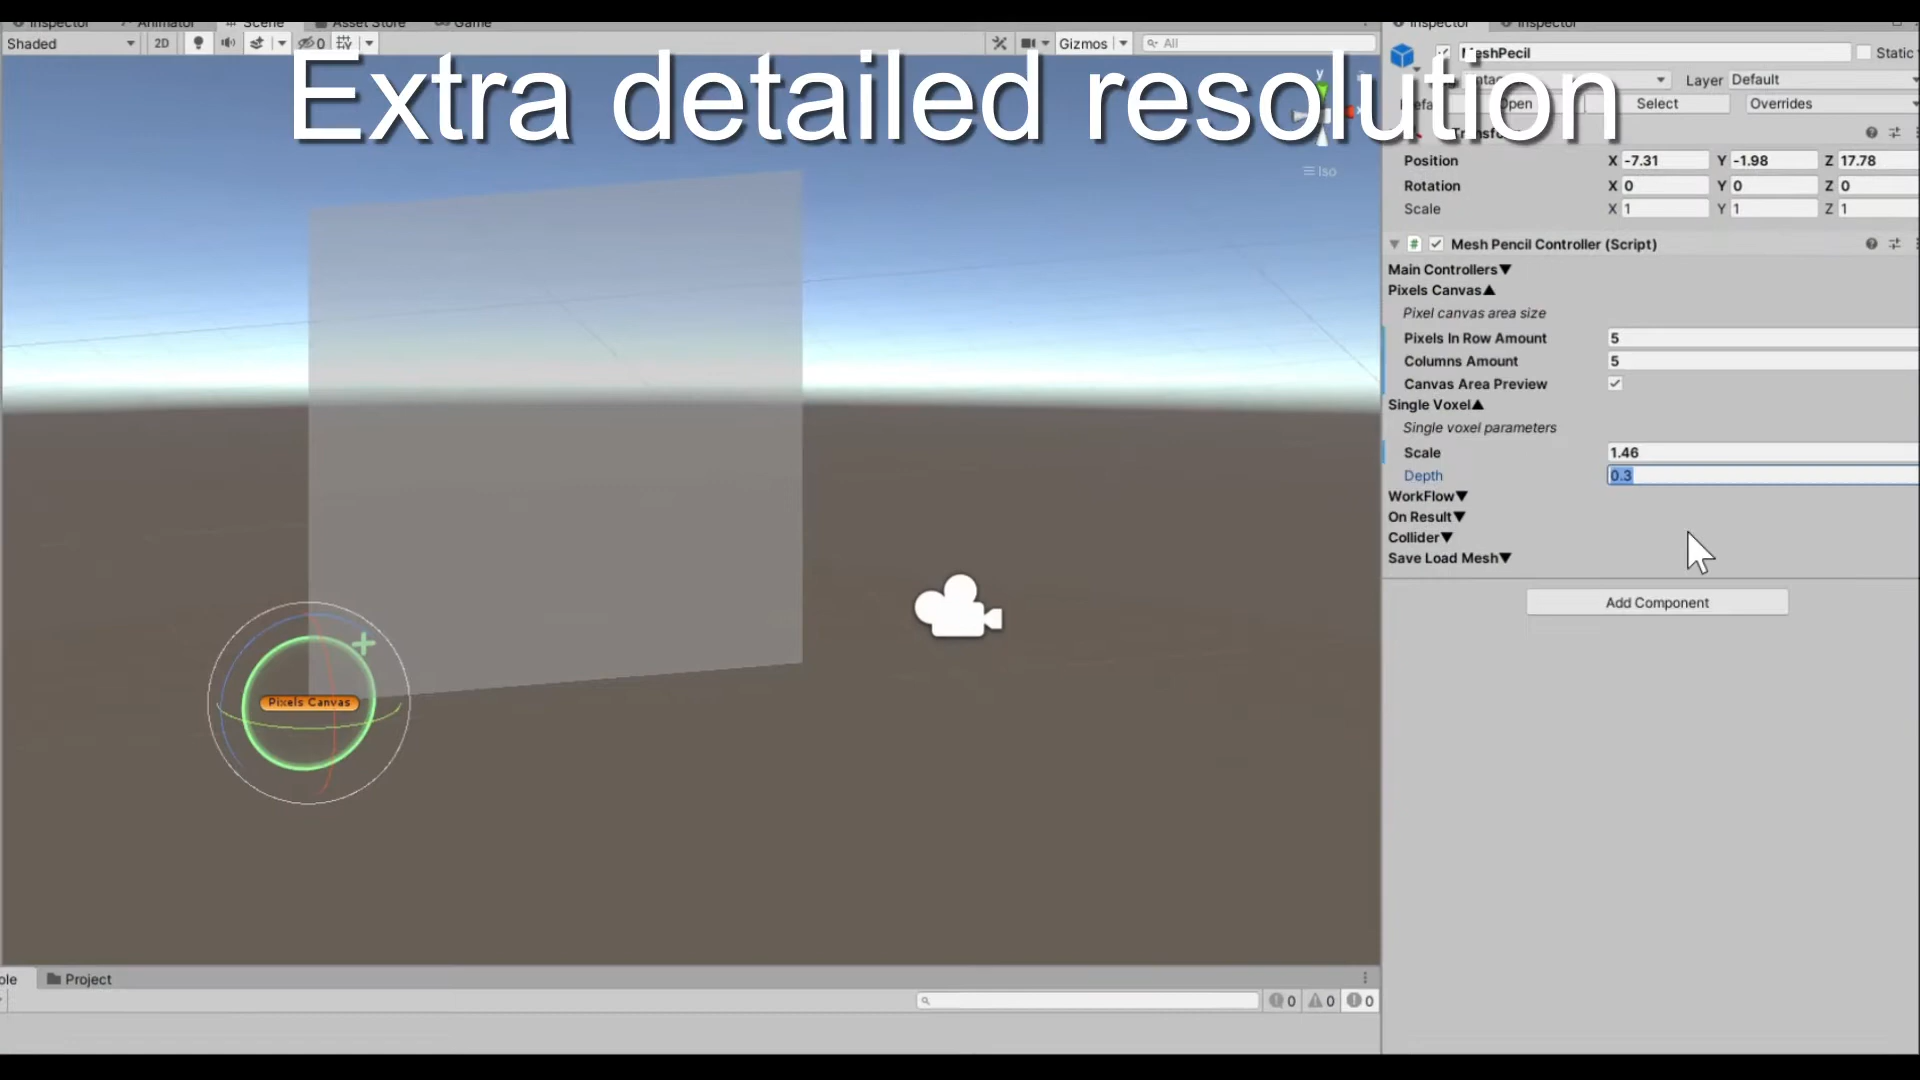 Inspector
Animator
Scene
Asset Store
Game
Inspector
Inspector
Shaded
2D
0
Gizmos
All
MeshPecil
Static
Extra detailed resolution
y
Iso
Layer
Default
Open
Select
Overrides
Position
X -7.31
Y -1.98
Z 17.78
Rotation
X 0
Y 0
Z 0
Scale
X 1
Y 1
Z 1
# Mesh Pencil Controller (Script)
Main Controllers▼
Pixels Canvas▲
Pixel canvas area size
Pixels In Row Amount
5
Columns Amount
5
Canvas Area Preview
Single Voxel▲
Single voxel parameters
Scale
1.46
Depth
0.3
WorkFlow▼
On Result▼
Collider▼
Save Load Mesh▼
Add Component
Pixels Canvas
Project
0
0
0